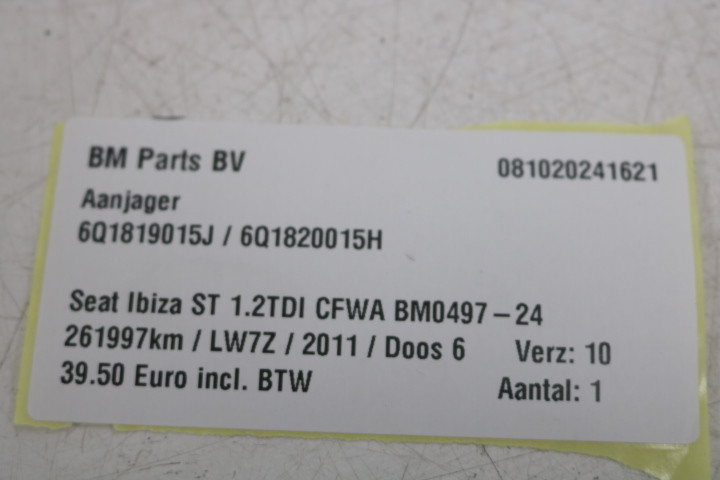 BM Parts BV 081020241621
Aanjager
6Q1819015J / 6Q1820015H
Seat Ibiza ST 1.2TDI CFWA BM0497-24
261997km / LW7Z / 2011 / Doos 6 Verz: 10
39.50 Euro incl. BTW Aantal: 1